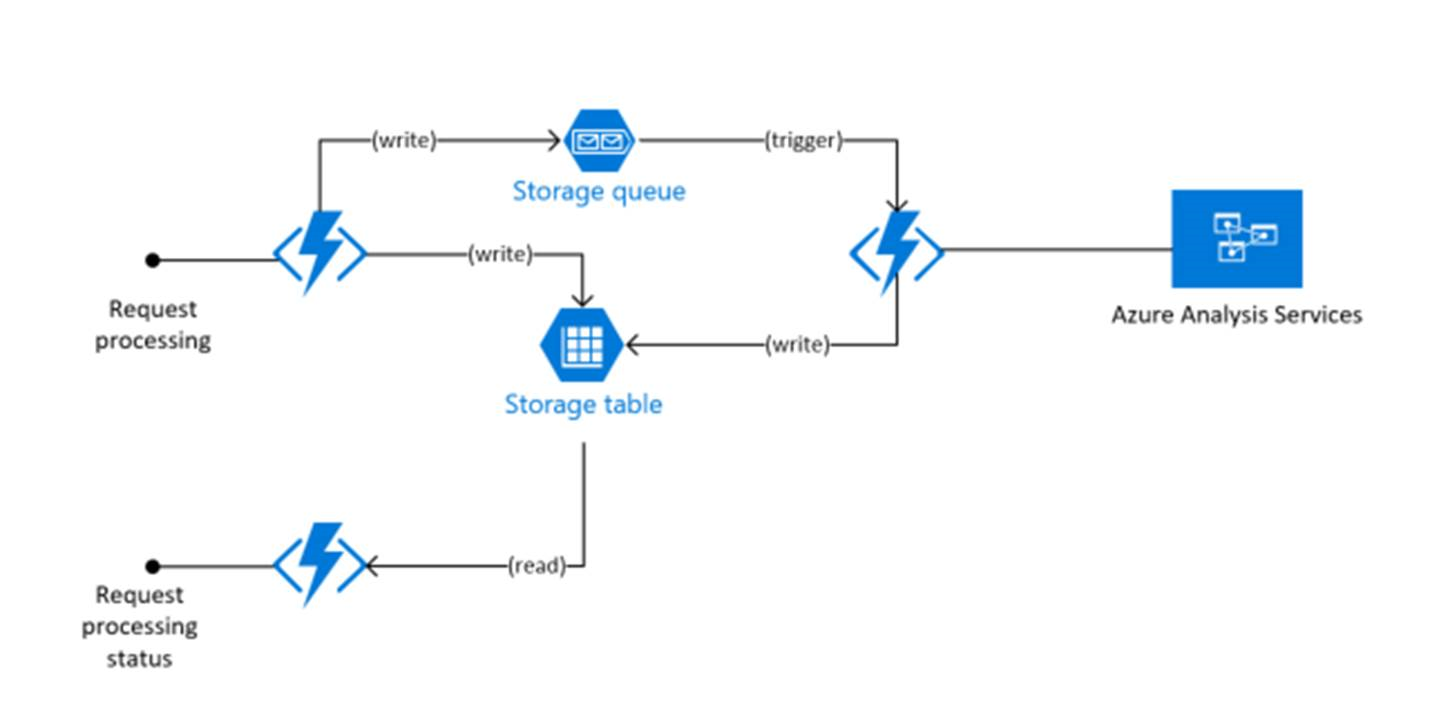 (write)
(trigger)
Storage queue
(write)
Request
processing
Azure Analysis Services
(write)
Storage table
(read)
Request
processing
status